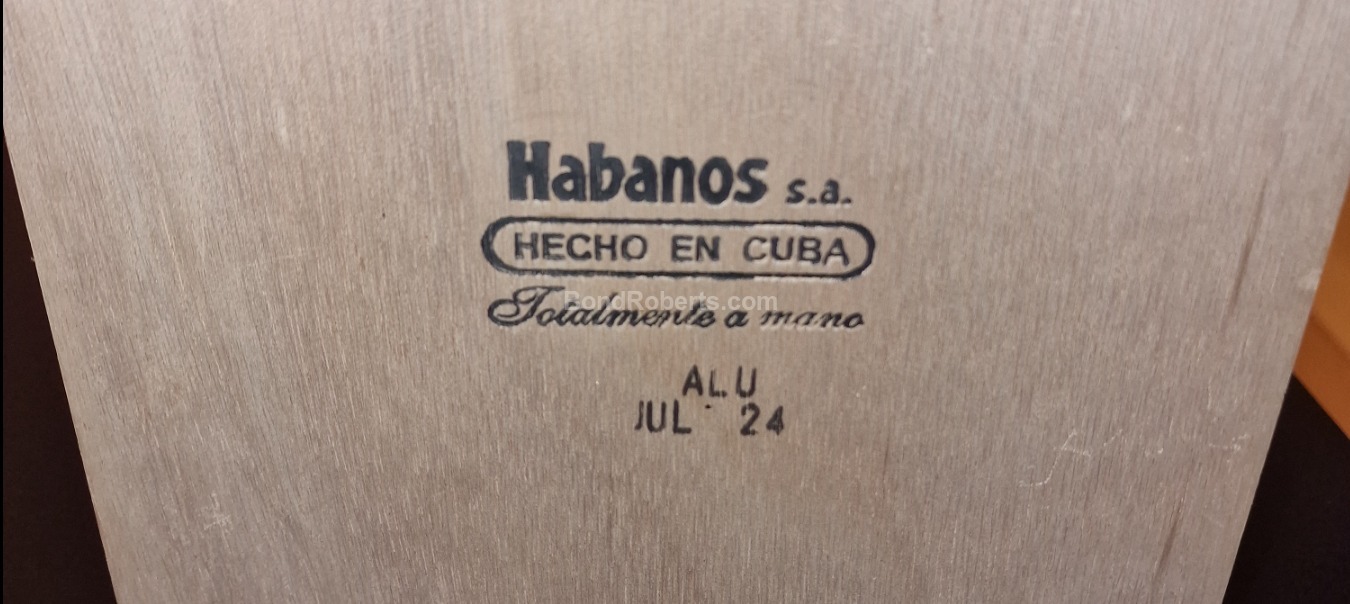 Habanos s.a.
HECHO EN CUBA
BondRoberts.com
Totalmente a mano
ALU
JUL 24